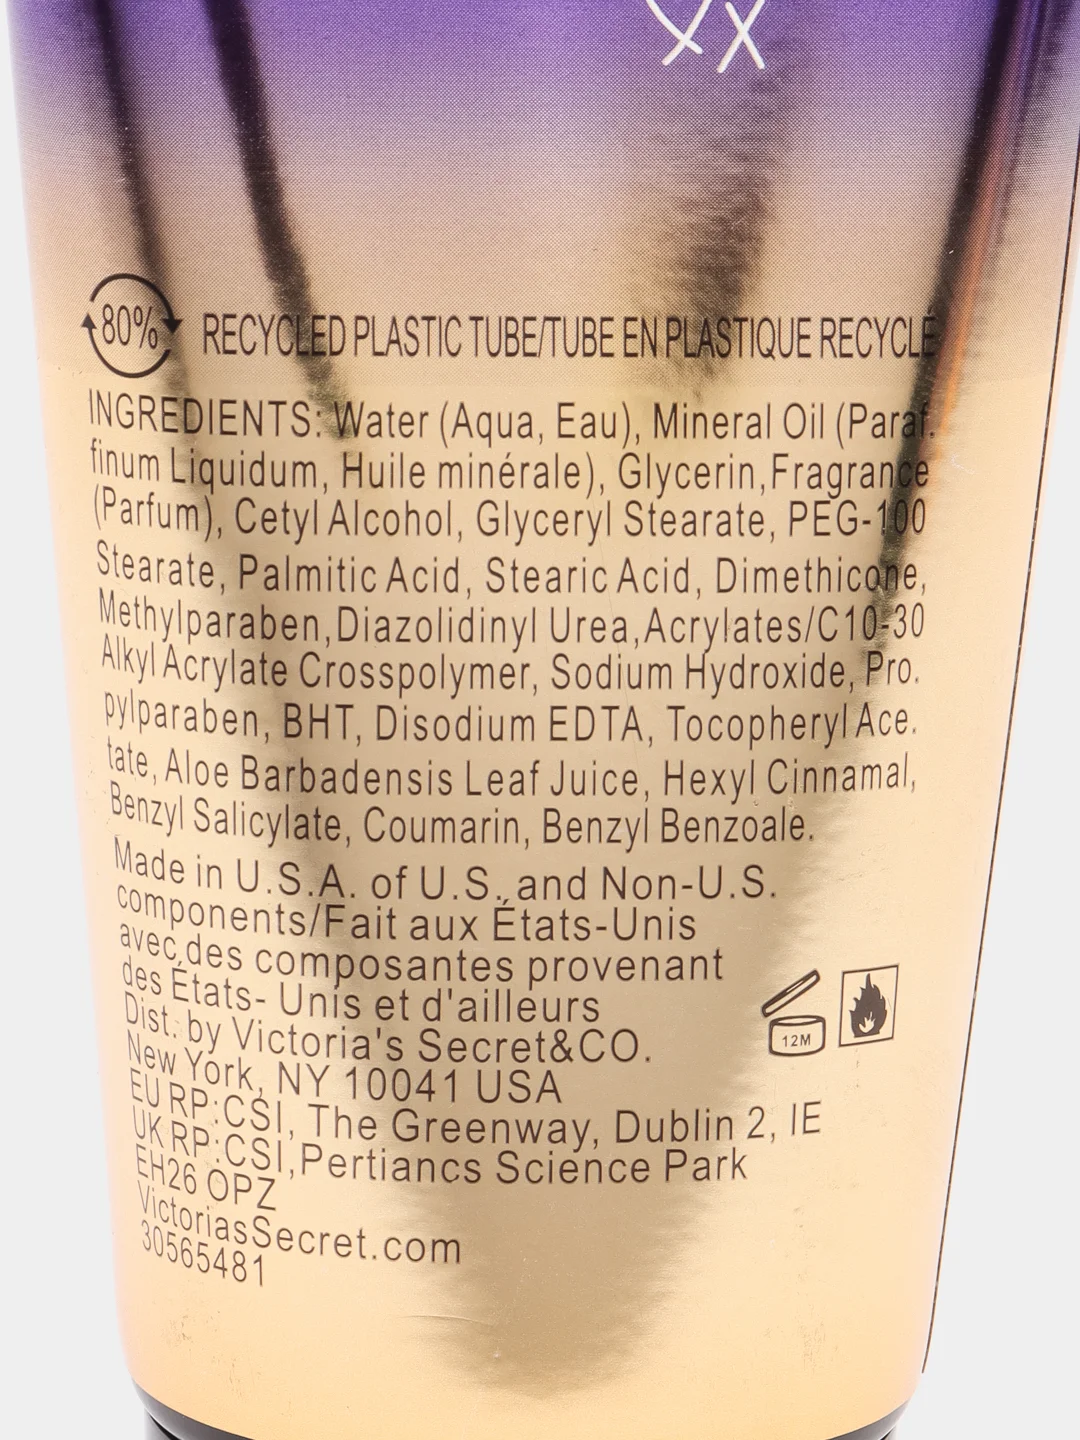 XX
80% RECYCLED PLASTIC TUBE/TUBE EN PLASTIQUE RECYCLÉ
INGREDIENTS: Water (Aqua, Eau), Mineral Oil (Paraf.
finum Liquidum, Huile minérale), Glycerin,Fragrance
(Parfum), Cetyl Alcohol, Glyceryl Stearate, PEG-100
Stearate, Palmitic Acid, Stearic Acid, Dimethicone,
Methylparaben,Diazolidinyl Urea,Acrylates/C10-30
Alkyl Acrylate Crosspolymer, Sodium Hydroxide, Pro.
pylparaben, BHT, Disodium EDTA, Tocopheryl Ace.
tate, Aloe Barbadensis Leaf Juice, Hexyl Cinnamal,
Benzyl Salicylate, Coumarin, Benzyl Benzoale.
Made in U.S.A. of U.S., and Non-U.S.
components/Fait aux États-Unis
avec,des composantes provenant
des États- Unis et d'ailleurs
Dist. by Victoria's Secret&CO.
New York, NY 10041 USA
EU RP:CSI, The Greenway, Dublin 2, IE
UK RP:CSI,Pertiancs Science Park
EH26 OPZ
VictoriasSecret.com
30565481
12M